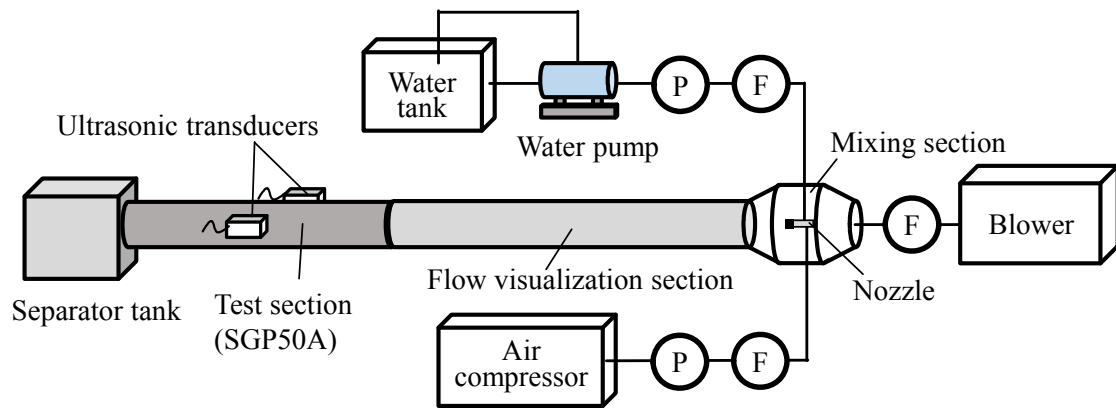 Water
tank
P
F
Ultrasonic transducers
Water pump
Mixing section
Blower
F
Separator tank
Test section
(SGP50A)
Flow visualization section
Nozzle
Air
compressor
P
F